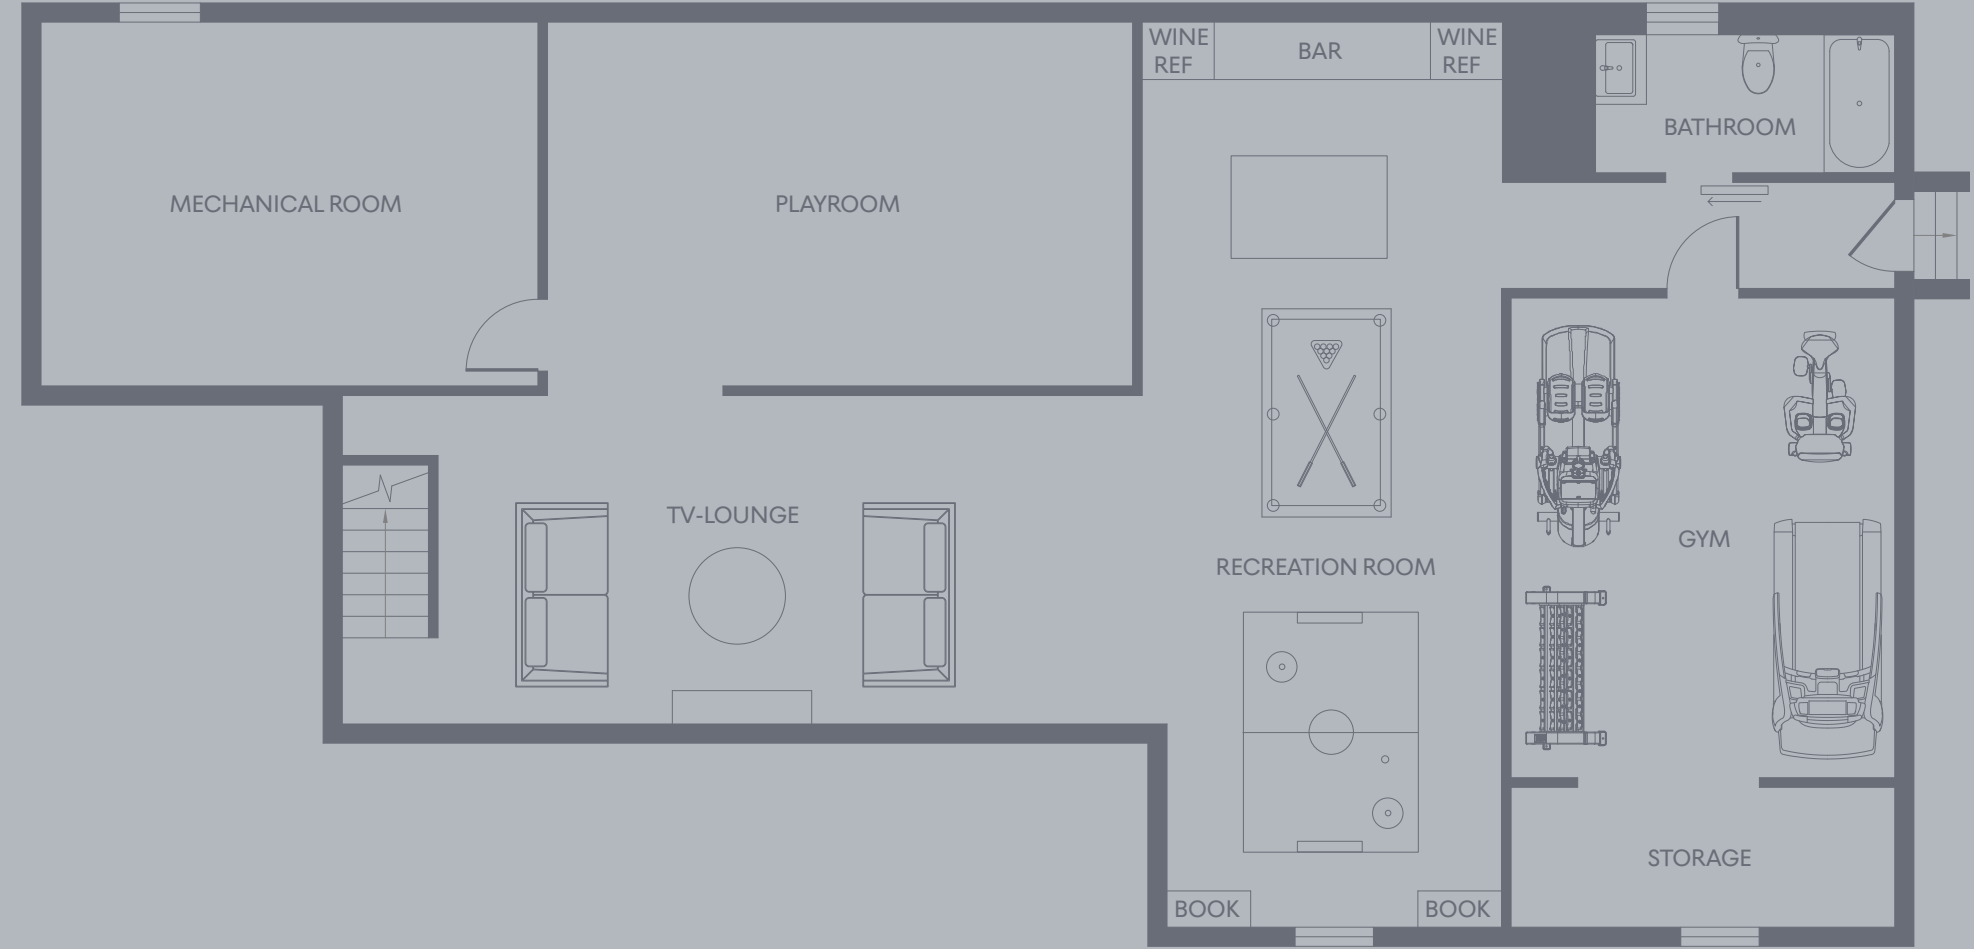 WINE
REF
BAR
WINE
REF
BATHROOM
MECHANICAL ROOM
PLAYROOM
TV-LOUNGE
GYM
RECREATION ROOM
STORAGE
BOOK
BOOK